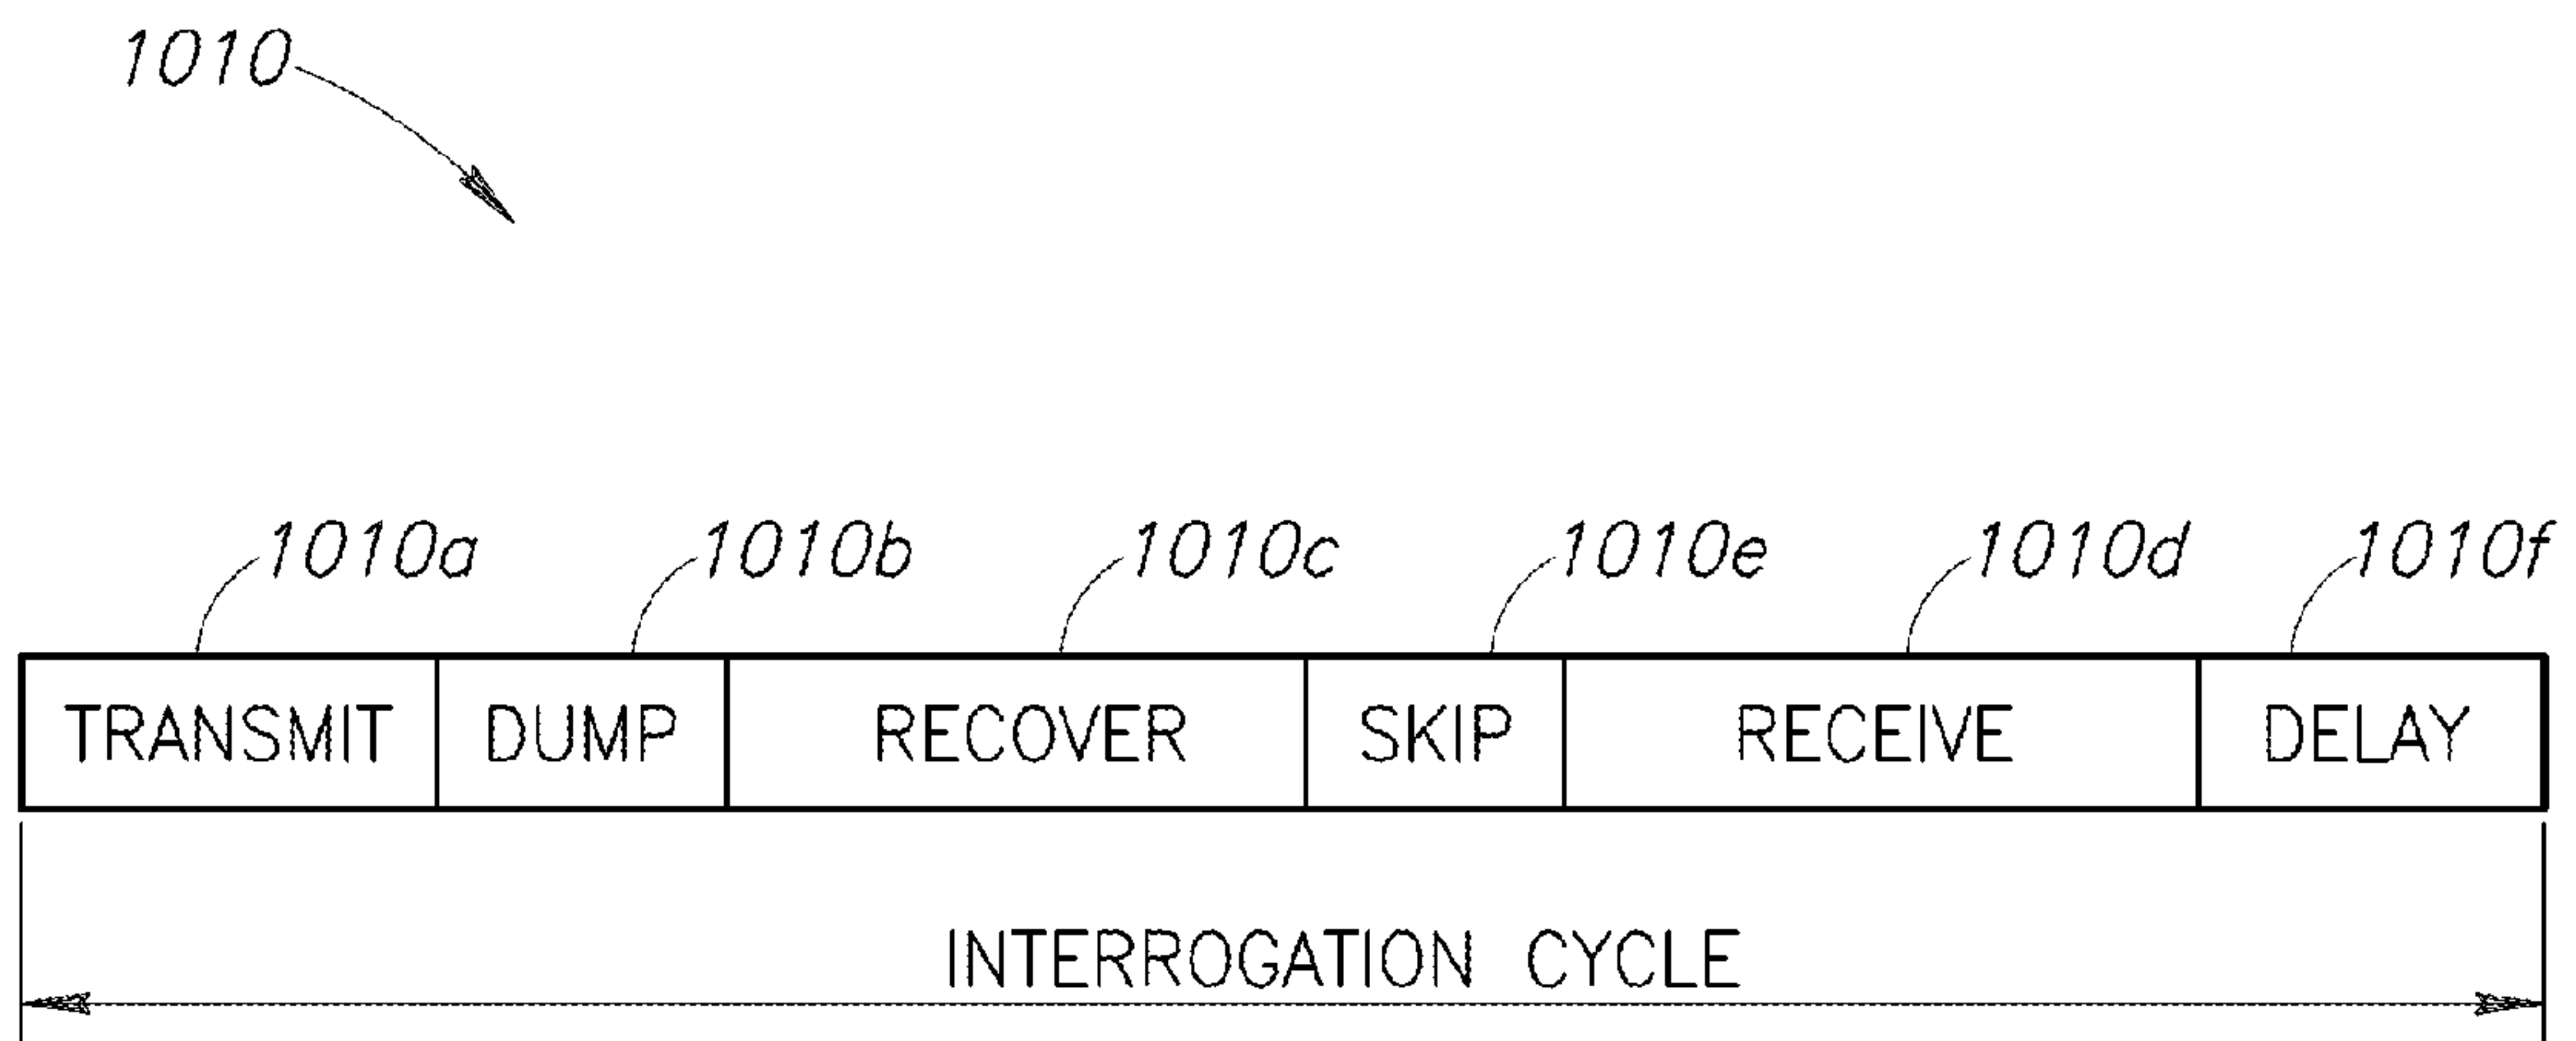 1010
1010a 1010b 1010c 1010e 1010d 1010f
TRANSMIT DUMP RECOVER SKIP RECEIVE DELAY
INTERROGATION CYCLE